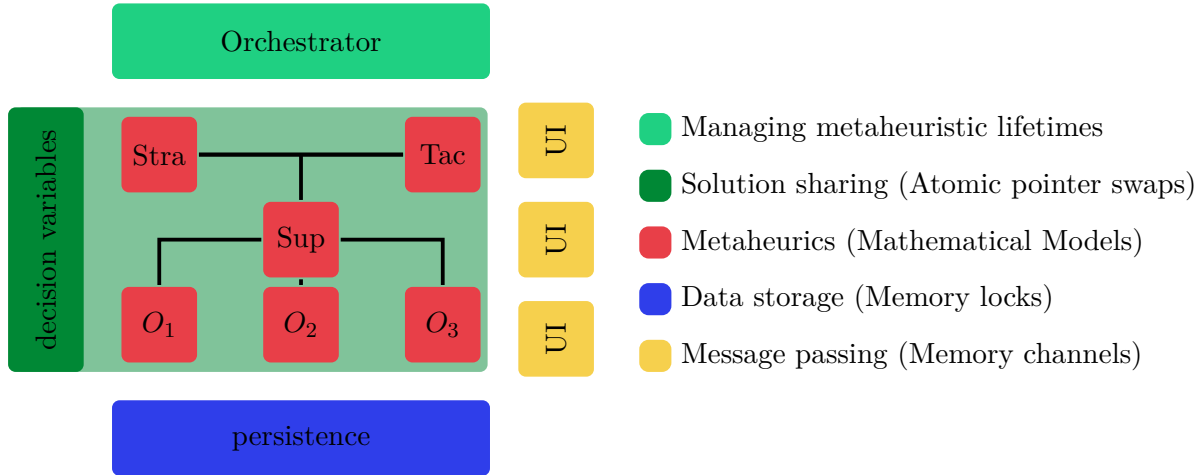 Orchestrator
decision variables
Stra
Tac
Sup
O₁
O₂
O₃
UI
UI
UI
persistence
Managing metaheuristic lifetimes
Solution sharing (Atomic pointer swaps)
Metaheurics (Mathematical Models)
Data storage (Memory locks)
Message passing (Memory channels)